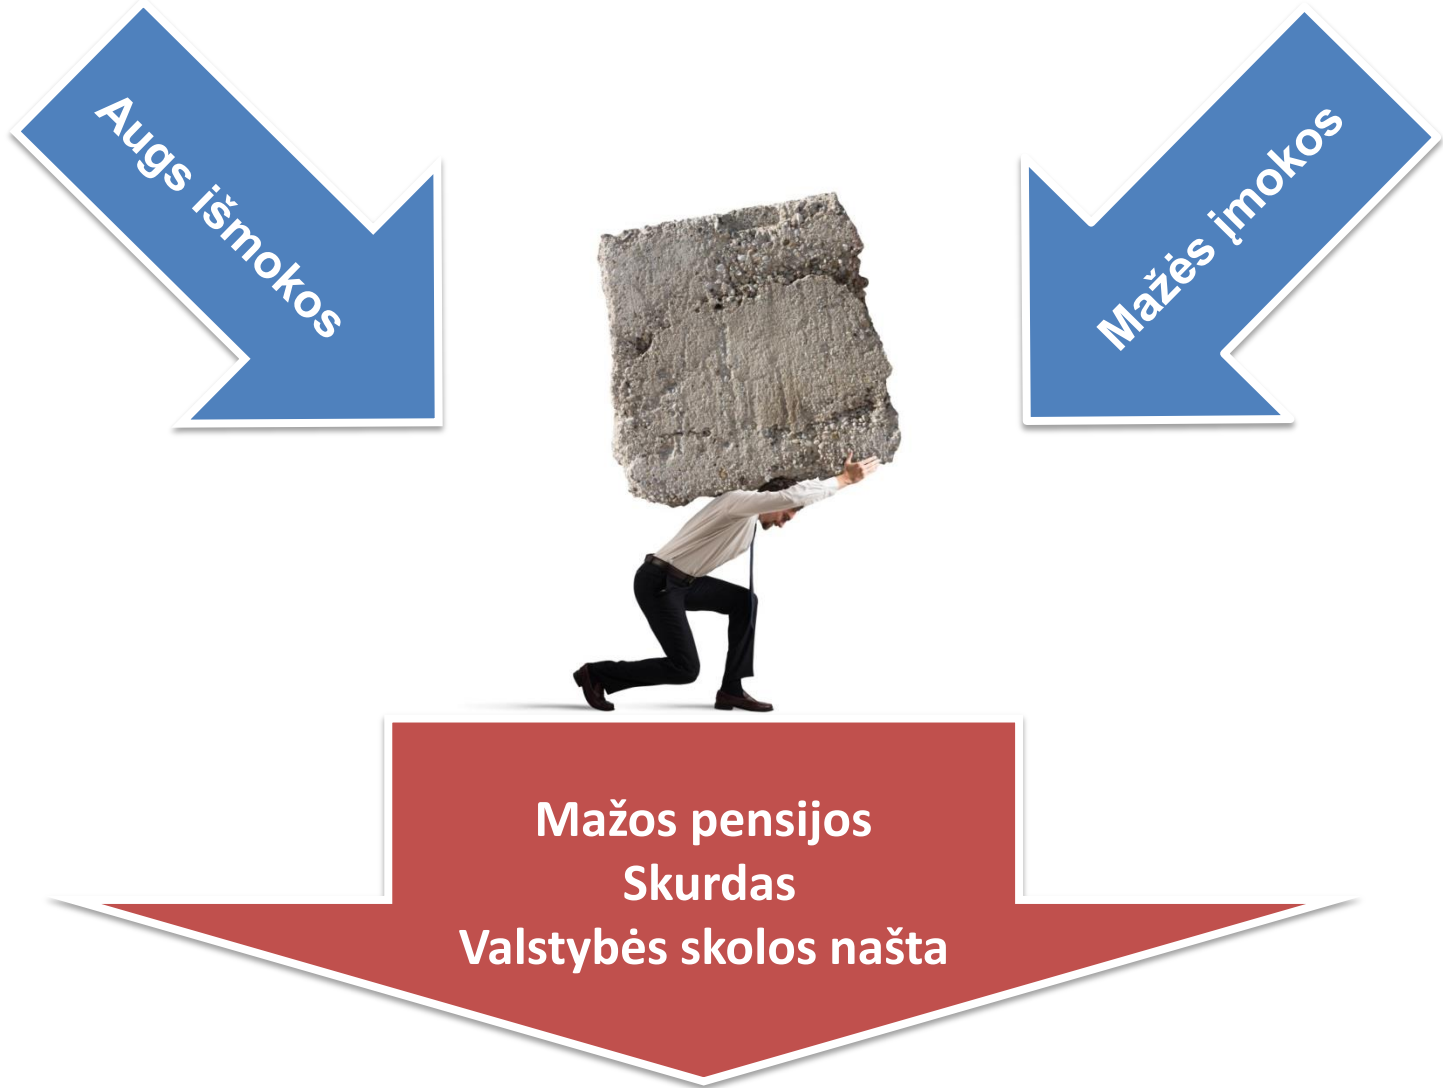 Augs išmokos
Mažės įmokos
Mažos pensijos
Skurdas
Valstybės skolos našta